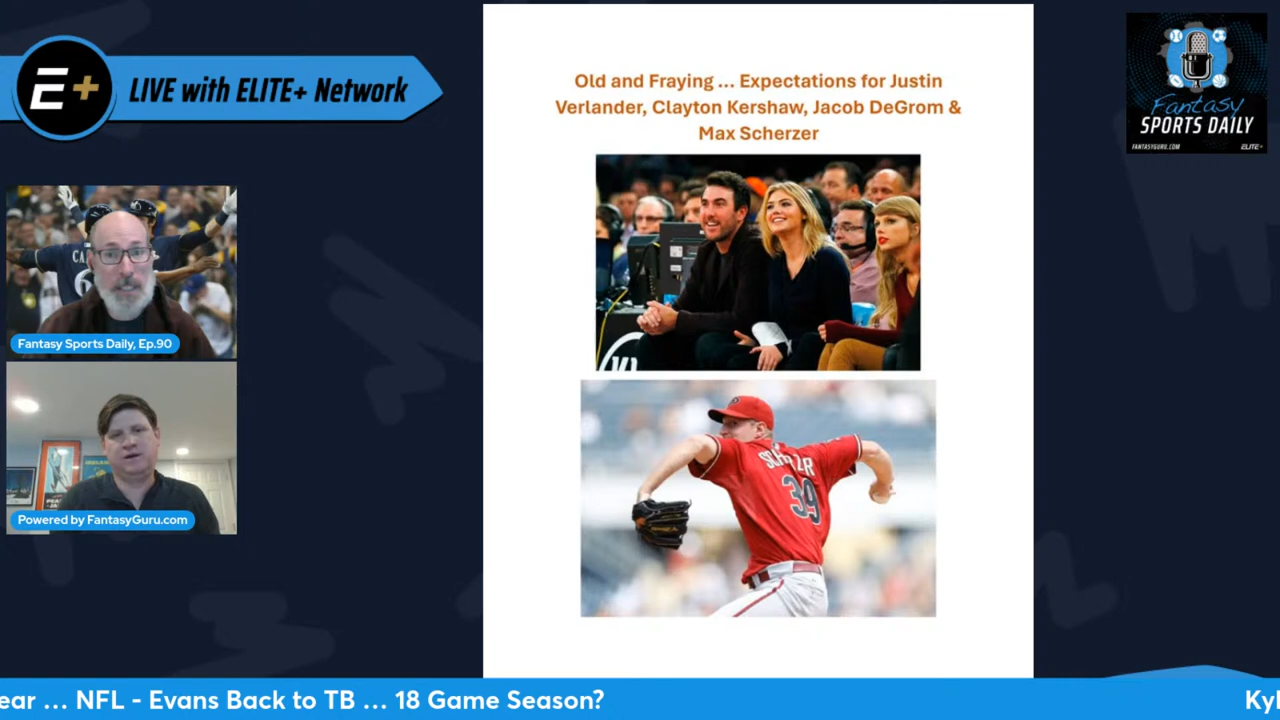 E+
LIVE with ELITE+ Network
Old and Fraying ... Expectations for Justin
Verlander, Clayton Kershaw, Jacob DeGrom &
Max Scherzer
Fantasy
SPORTS DAILY
FANTASYGURU.COM
ELITE+
CA
Fantasy Sports Daily, Ep.90
39
Powered by FantasyGuru.com
ear ... NFL - Evans Back to TB ... 18 Game Season?
Kyl